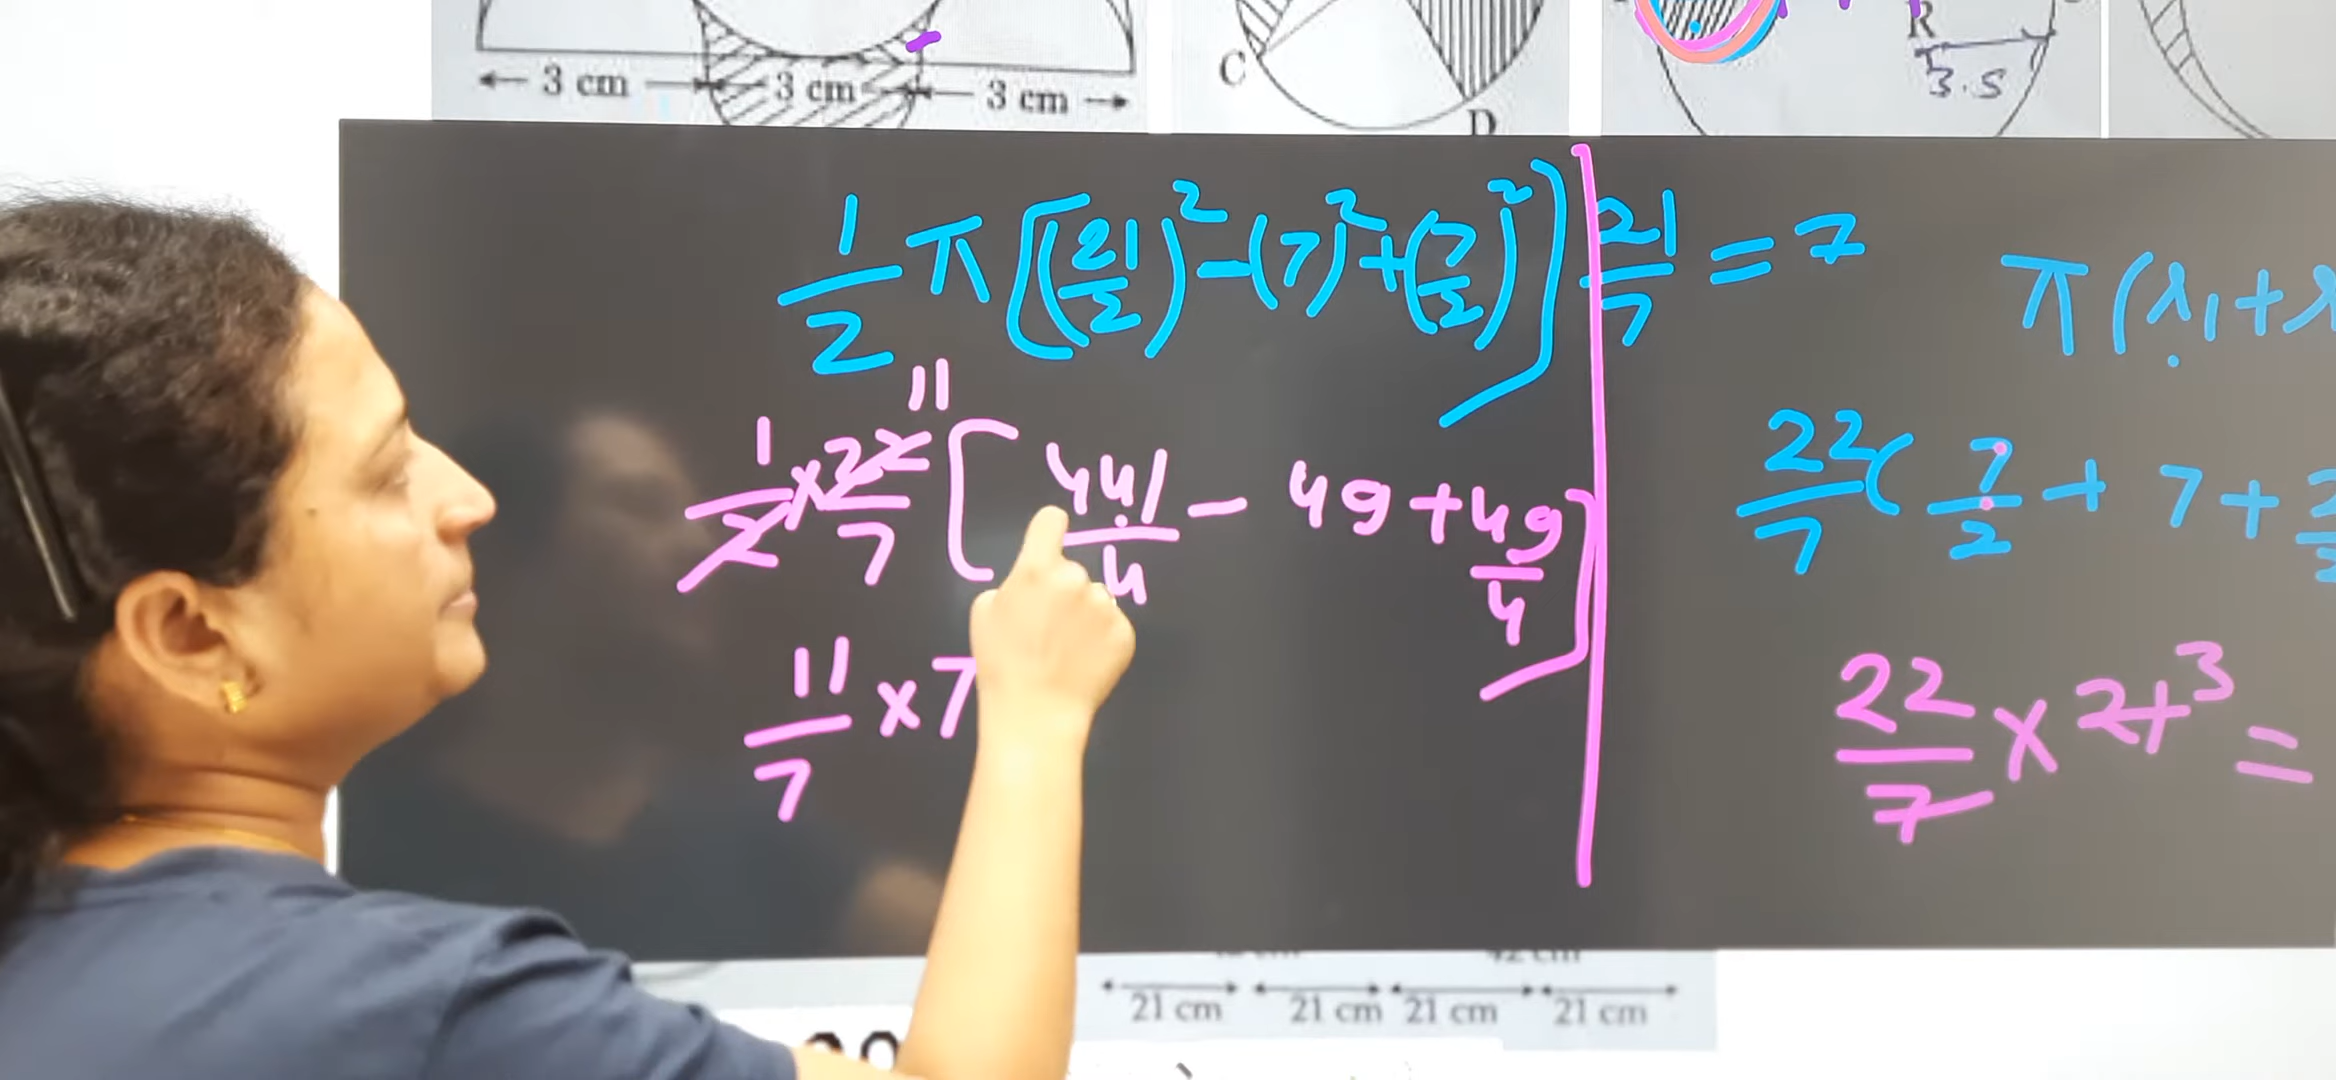 3 cm 3 cm 3 cm
C D
R
3.5
1/2 π [(21/2)² - (7)² + (7/2)²]
21/7 = 7
π(r1 +
11
1/2 × 22/7 [441/4 - 49 + 49/4]
22/7 ( 7/2 + 7 +
11/7 × 7
22/7 × 21 3 =
21 cm 21 cm 21 cm 21 cm